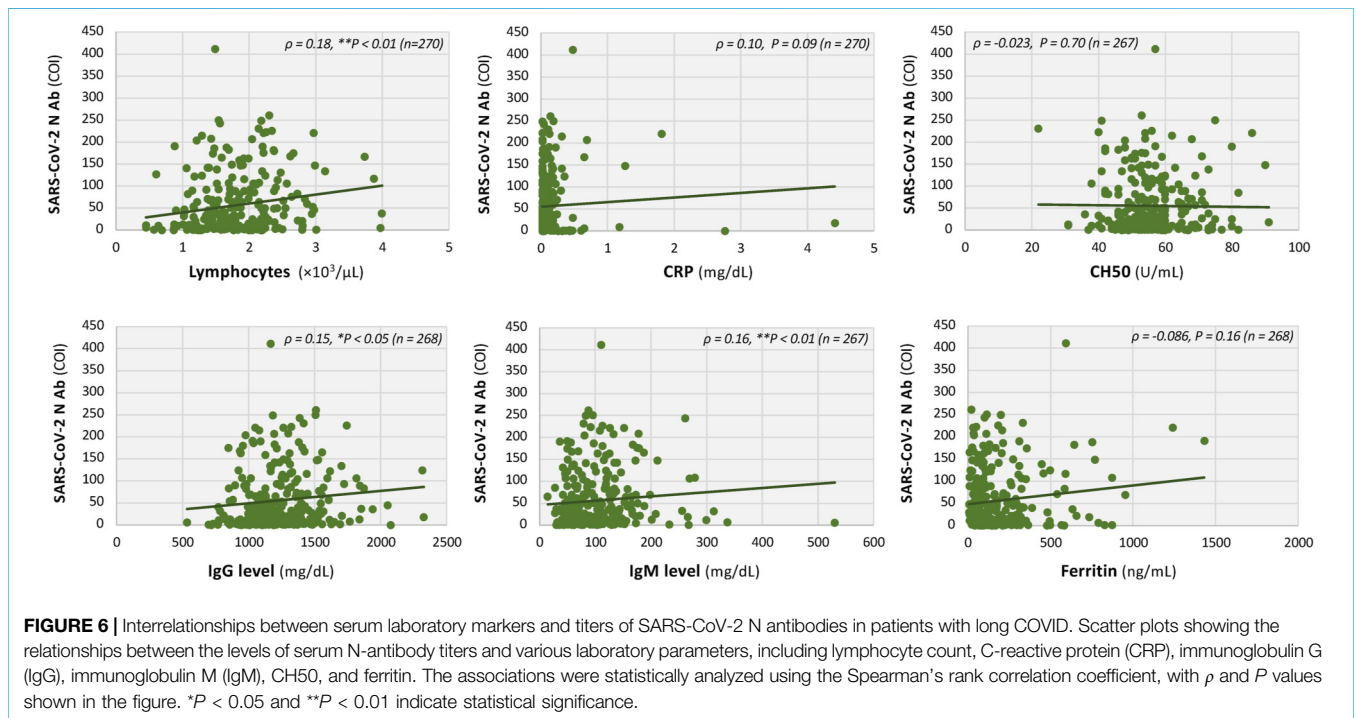 ρ = 0.18, **P < 0.01 (n=270)
SARS-CoV-2 N Ab (COI)
450
400
350
300
250
200
150
100
50
0
0 1 2 3 4 5
Lymphocytes (×10³/μL)
ρ = 0.10, P = 0.09 (n = 270)
SARS-CoV-2 N Ab (COI)
450
400
350
300
250
200
150
100
50
0
0 1 2 3 4 5
CRP (mg/dL)
ρ = -0.023, P = 0.70 (n = 267)
SARS-CoV-2 N Ab (COI)
450
400
350
300
250
200
150
100
50
0
0 20 40 60 80 100
CH50 (U/mL)
ρ = 0.15, *P < 0.05 (n = 268)
SARS-CoV-2 N Ab (COI)
450
400
350
300
250
200
150
100
50
0
0 500 1000 1500 2000 2500
IgG level (mg/dL)
ρ = 0.16, **P < 0.01 (n = 267)
SARS-CoV-2 N Ab (COI)
450
400
350
300
250
200
150
100
50
0
0 100 200 300 400 500 600
IgM level (mg/dL)
ρ = -0.086, P = 0.16 (n = 268)
SARS-CoV-2 N Ab (COI)
450
400
350
300
250
200
150
100
50
0
0 500 1000 1500 2000
Ferritin (ng/mL)
FIGURE 6 | Interrelationships between serum laboratory markers and titers of SARS-CoV-2 N antibodies in patients with long COVID. Scatter plots showing the
relationships between the levels of serum N-antibody titers and various laboratory parameters, including lymphocyte count, C-reactive protein (CRP), immunoglobulin G
(IgG), immunoglobulin M (IgM), CH50, and ferritin. The associations were statistically analyzed using the Spearman's rank correlation coefficient, with ρ and P values
shown in the figure. *P < 0.05 and **P < 0.01 indicate statistical significance.